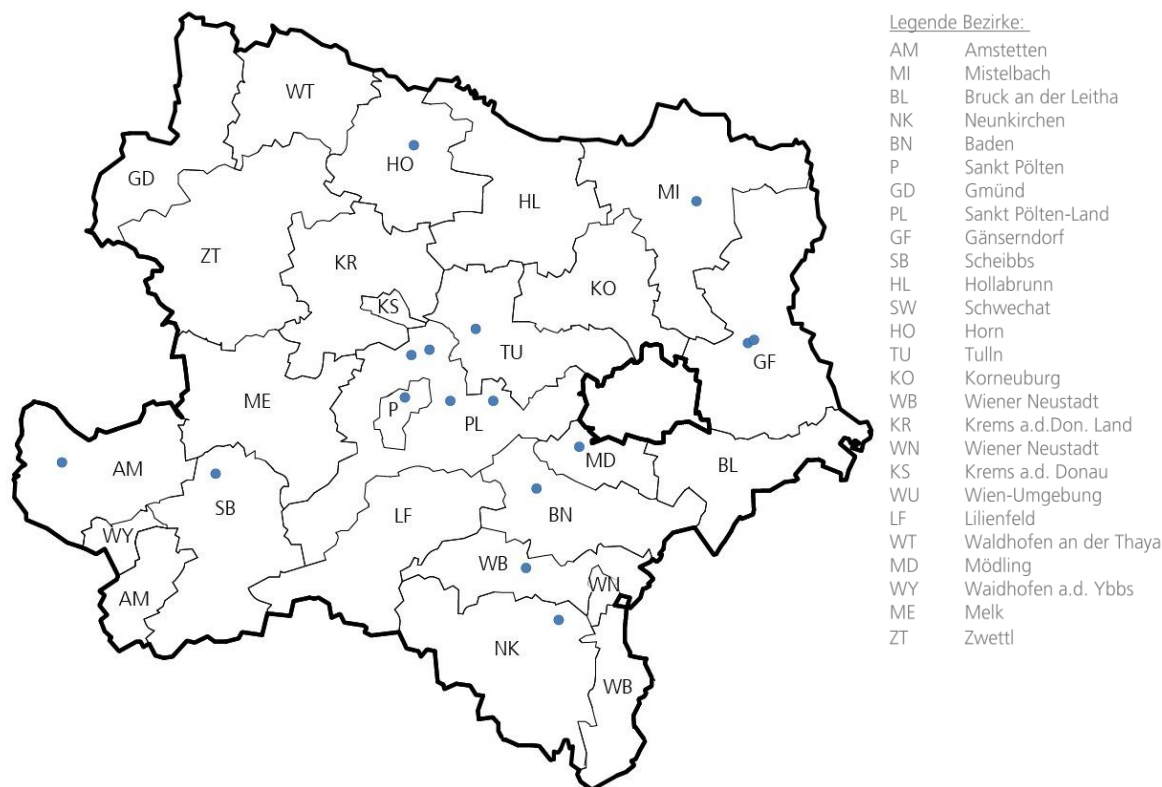 Legende Bezirke:
AM Amstetten
MI Mistelbach
BL Bruck an der Leitha
NK Neunkirchen
BN Baden
P Sankt Pölten
GD Gmünd
PL Sankt Pölten-Land
GF Gänserndorf
SB Scheibbs
HL Hollabrunn
SW Schwechat
HO Horn
TU Tulln
KO Korneuburg
WB Wiener Neustadt
KR Krems a.d.Don. Land
WN Wiener Neustadt
KS Krems a.d. Donau
WU Wien-Umgebung
LF Lilienfeld
WT Waldhofen an der Thaya
MD Mödling
WY Waidhofen a.d. Ybbs
ME Melk
ZT Zwettl
WT
HO
GD
MI
HL
ZT
KR
KO
KS
TU
GF
ME
P
PL
AM
MD
BL
SB
LF
BN
WY
WB
WN
AM
NK
WB